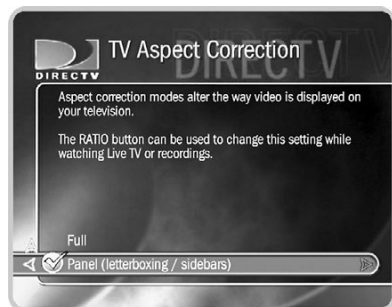 TV Aspect Correction
DIRECTV
DIRECTV
Aspect correction modes alter the way video is displayed on
your television.
The RATIO button can be used to change this setting while
watching Live TV or recordings.
Full
Panel (letterboxing / sidebars)